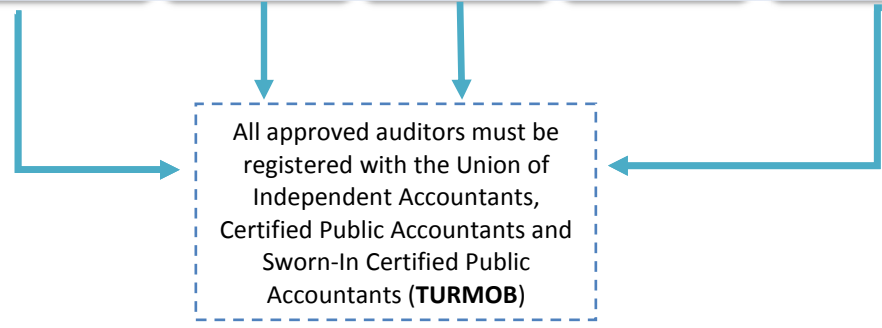 All approved auditors must be
registered with the Union of
Independent Accountants,
Certified Public Accountants and
Sworn-In Certified Public
Accountants (TURMOB)